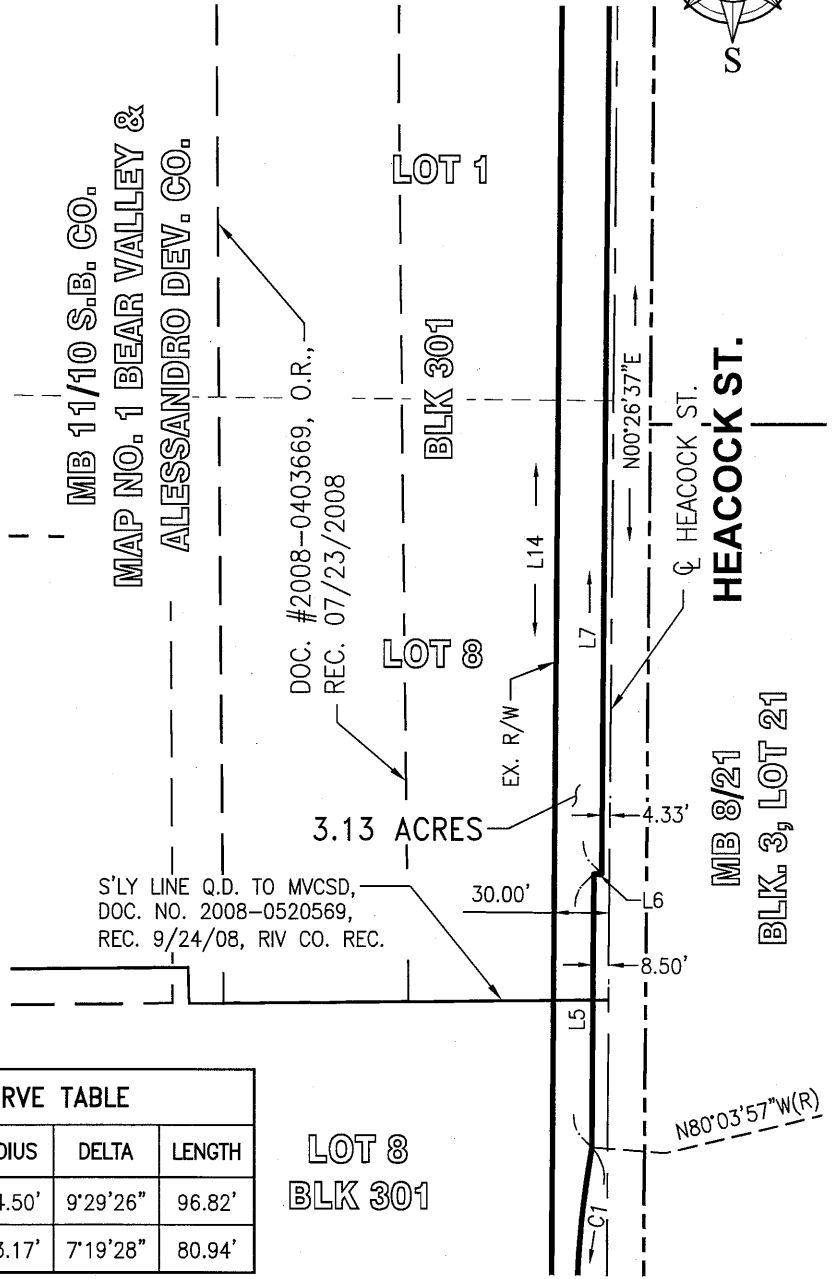 S
MB 11/10 S.B. CO.
MAP NO. 1 BEAR VALLEY &
ALESSANDRO DEV. CO.
LOT 1
BLK 301
DOC. #2008-0403669, O.R.,
REC. 07/23/2008
LOT 8
L14
EX. R/W
L7
N00°26'37"E
℄ HEACOCK ST.
HEACOCK ST.
MB 8/21
BLK. 3, LOT 21
3.13 ACRES
4.33'
S'LY LINE Q.D. TO MVCSD,
DOC. NO. 2008-0520569,
REC. 9/24/08, RIV CO. REC.
30.00'
L6
8.50'
L5
N80°03'57"W(R)
C1
LOT 8
BLK 301
RVE TABLE
DIUS DELTA LENGTH
4.50' 9°29'26" 96.82'
3.17' 7°19'28" 80.94'